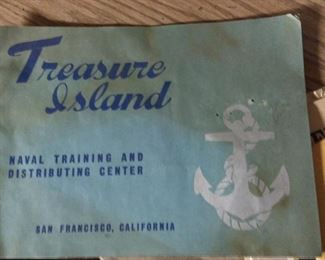 Treasure
Island
NAVAL TRAINING AND
DISTRIBUTING CENTER
SAN FRANCISCO, CALIFORNIA